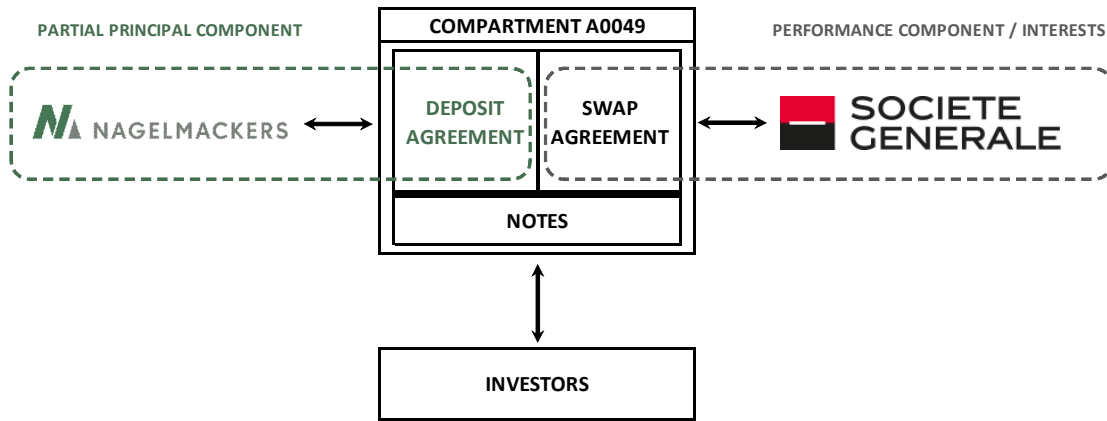 PARTIAL PRINCIPAL COMPONENT
COMPARTMENT A0049
PERFORMANCE COMPONENT / INTERESTS
NAGELMACKERS
DEPOSIT
AGREEMENT
SWAP
AGREEMENT
SOCIETE
GENERALE
NOTES
INVESTORS